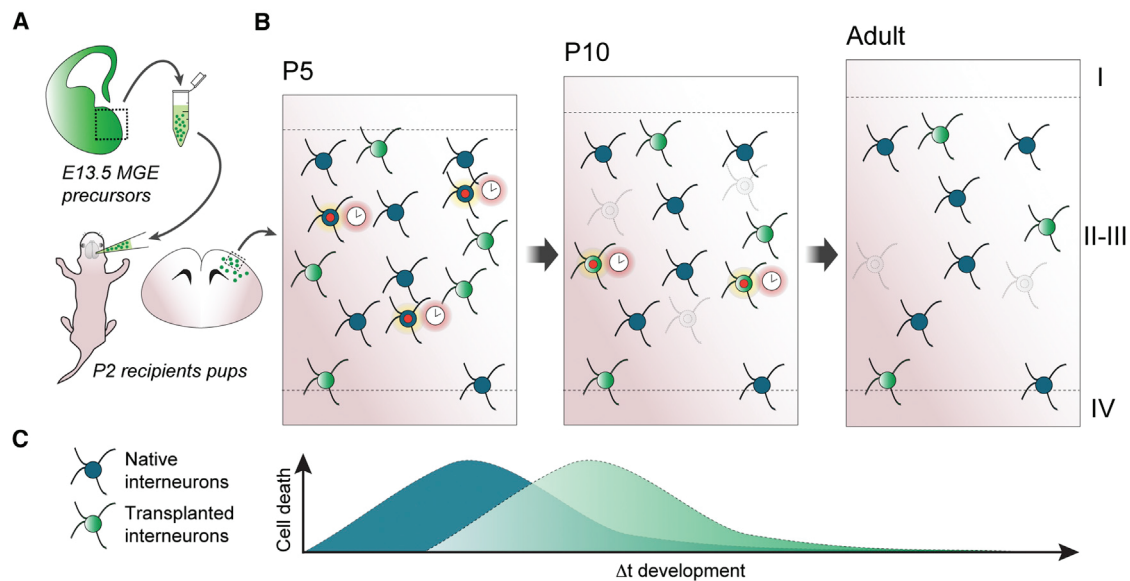 A
B
E13.5 MGE
precursors
P2 recipients pups
P5
P10
Adult
I
II-III
IV
C
Native
interneurons
Transplanted
interneurons
Cell death
Δt development